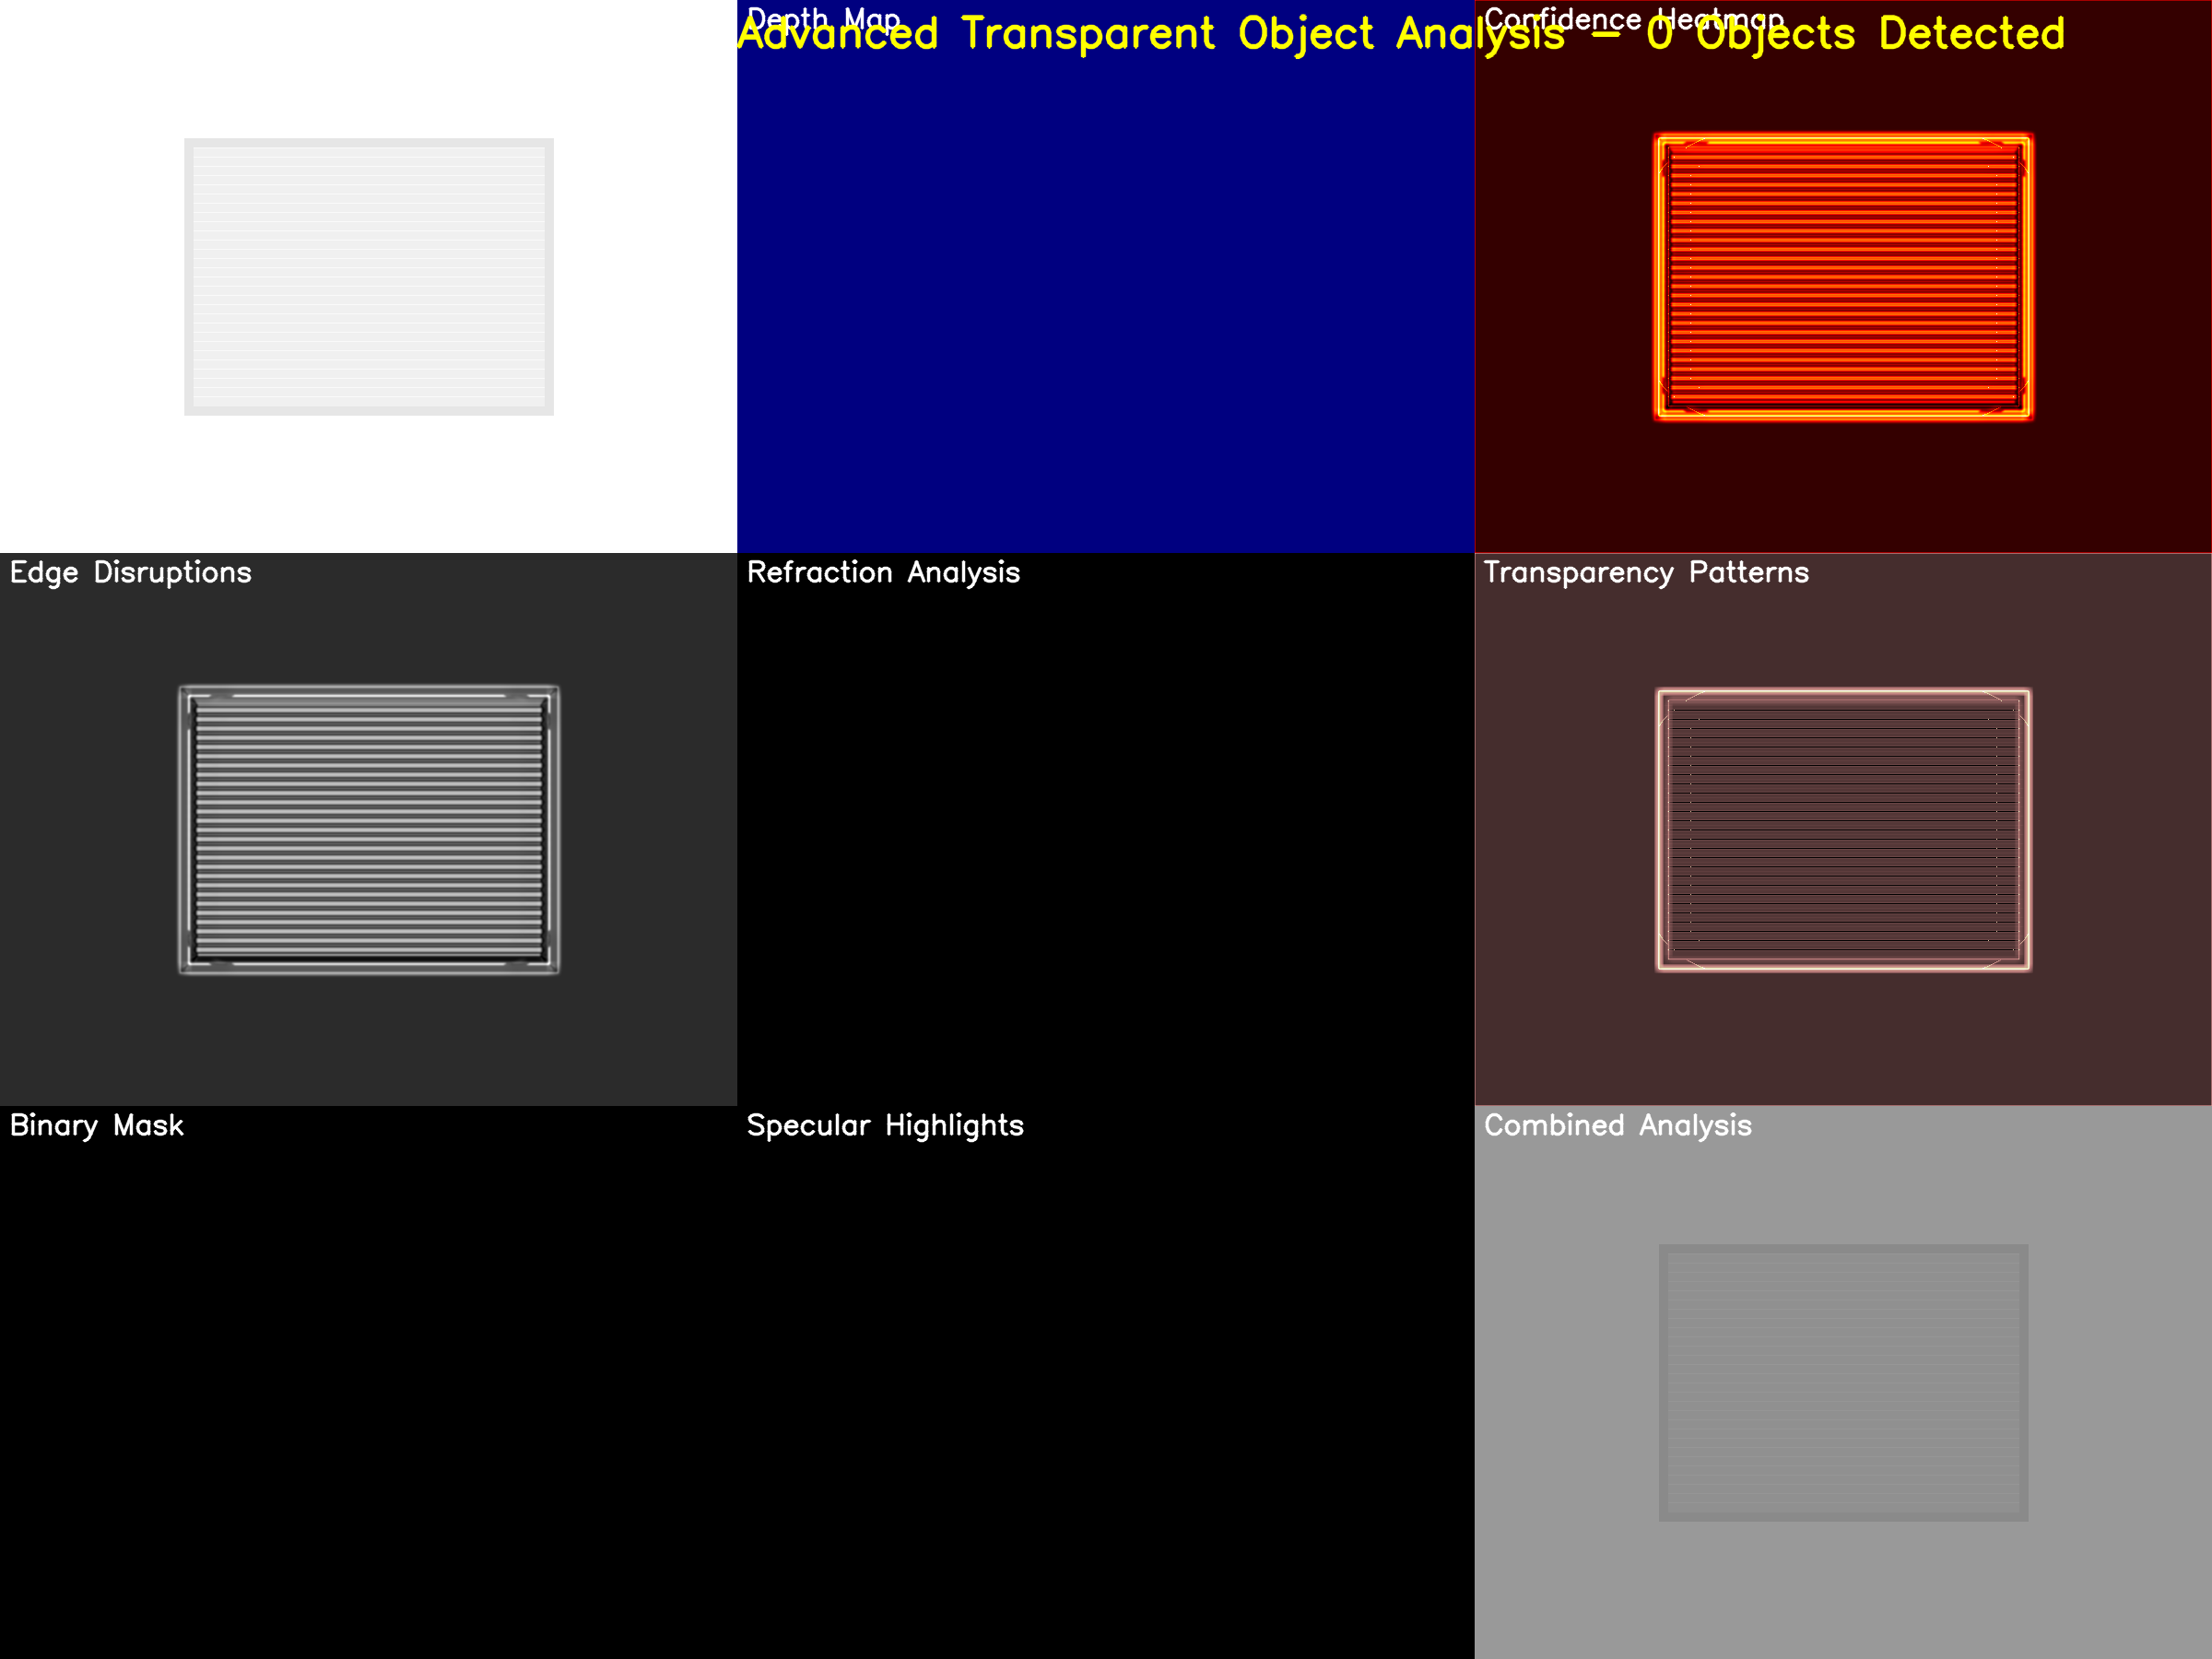 Depth Map
Confidence Heatmap
Advanced Transparent Object Analysis - 0 Objects Detected
Edge Disruptions
Refraction Analysis
Transparency Patterns
Binary Mask
Specular Highlights
Combined Analysis